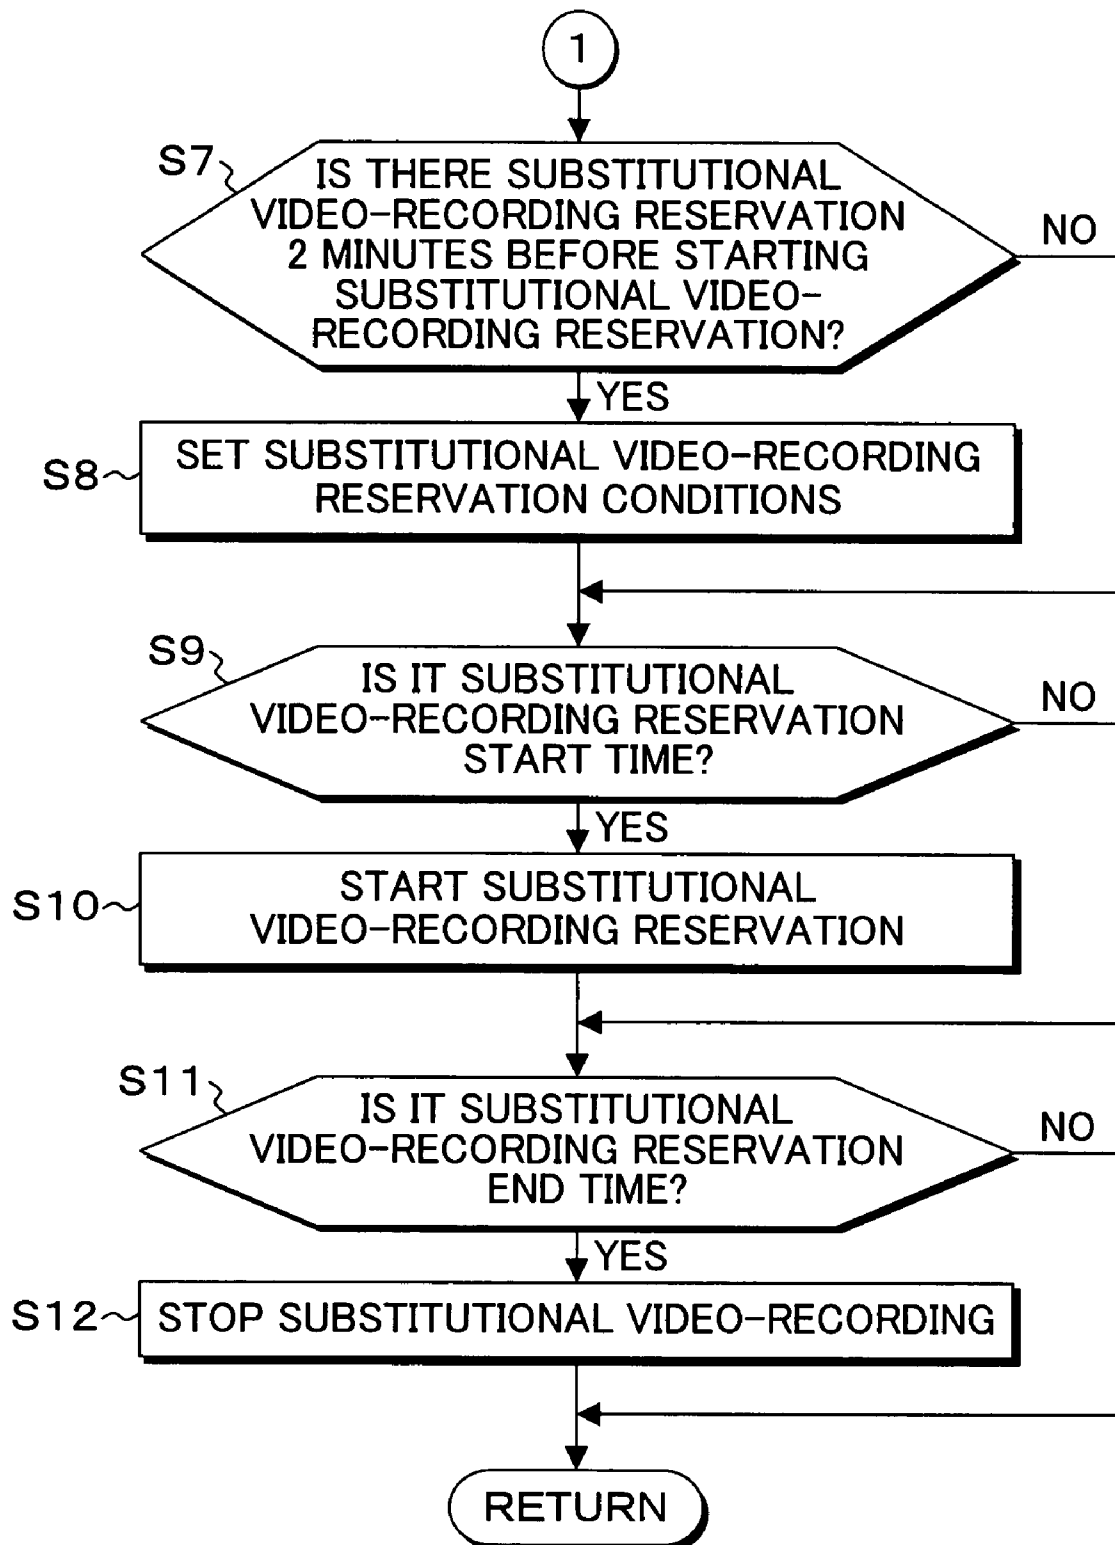 1
S7
IS THERE SUBSTITUTIONAL
VIDEO-RECORDING RESERVATION
2 MINUTES BEFORE STARTING
SUBSTITUTIONAL VIDEO-
RECORDING RESERVATION?
NO
YES
S8
SET SUBSTITUTIONAL VIDEO-RECORDING
RESERVATION CONDITIONS
S9
IS IT SUBSTITUTIONAL
VIDEO-RECORDING RESERVATION
START TIME?
NO
YES
S10
START SUBSTITUTIONAL
VIDEO-RECORDING RESERVATION
S11
IS IT SUBSTITUTIONAL
VIDEO-RECORDING RESERVATION
END TIME?
NO
YES
S12
STOP SUBSTITUTIONAL VIDEO-RECORDING
RETURN